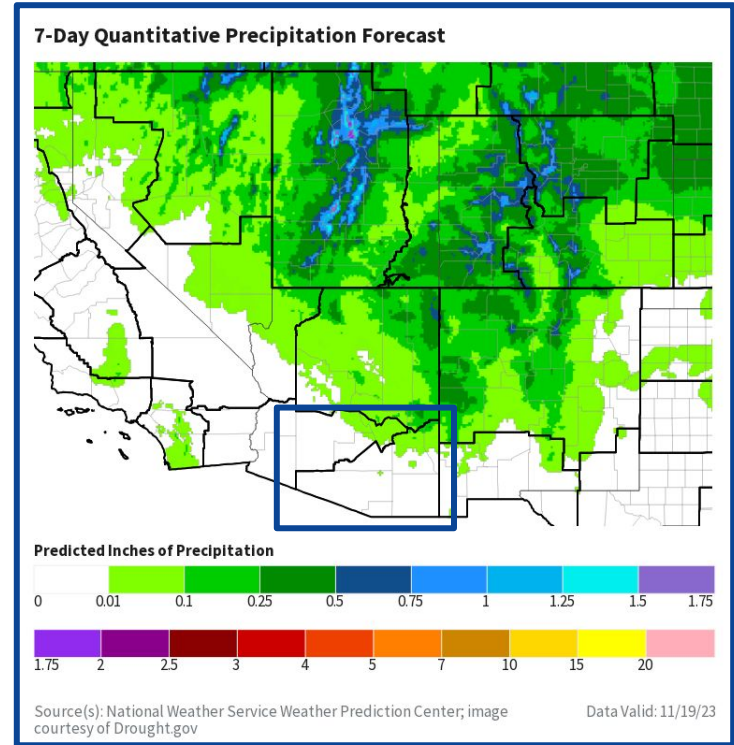 7-Day Quantitative Precipitation Forecast
Predicted Inches of Precipitation
0 0.01 0.1 0.25 0.5 0.75 1 1.25 1.5 1.75
1.75 2 2.5 3 4 5 7 10 15 20
Source(s): National Weather Service Weather Prediction Center; image Data Valid: 11/19/23
courtesy of Drought.gov